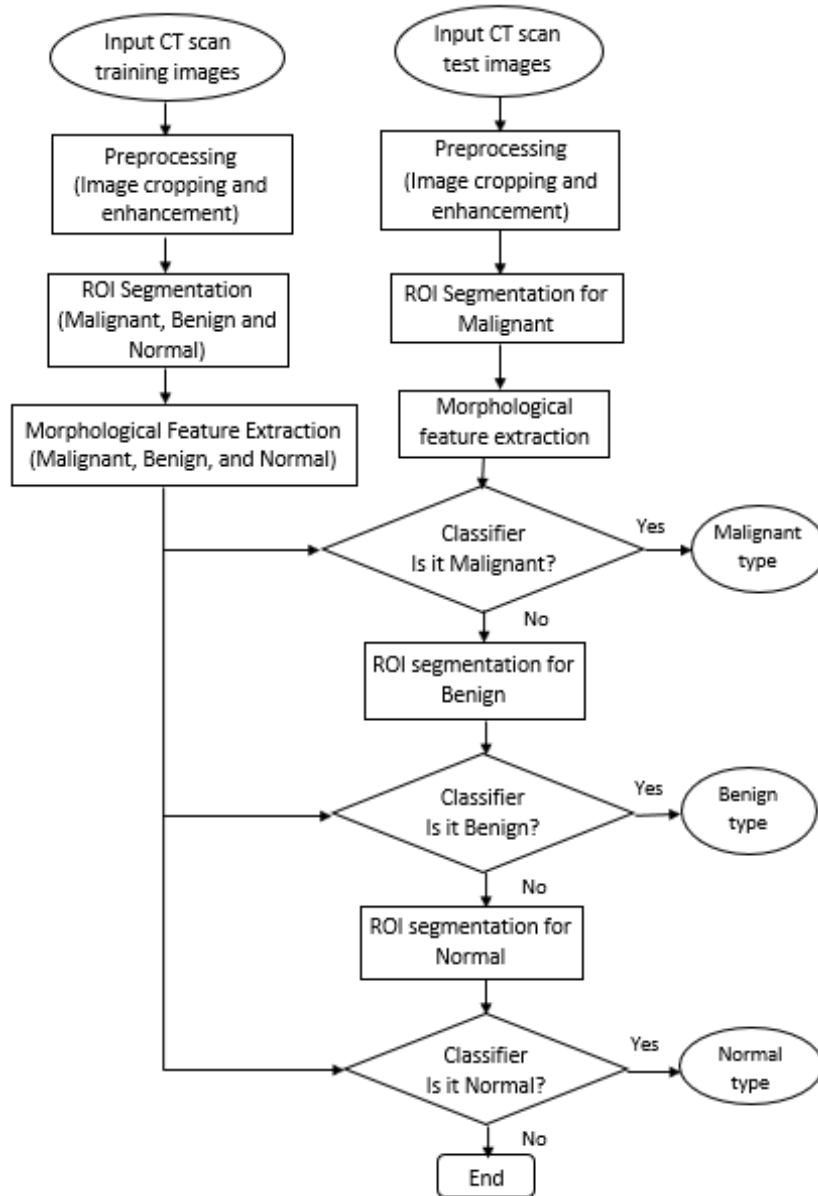 Input CT scan
training images
Preprocessing
(Image cropping and
enhancement)
ROI Segmentation
(Malignant, Benign and
Normal)
Morphological Feature Extraction
(Malignant, Benign, and Normal)
Input CT scan
test images
Preprocessing
(Image cropping and
enhancement)
ROI Segmentation for
Malignant
Morphological
feature extraction
Classifier
Is it Malignant?
Yes
Malignant
type
No
ROI segmentation for
Benign
Classifier
Is it Benign?
Yes
Benign
type
No
ROI segmentation for
Normal
Classifier
Is it Normal?
Yes
Normal
type
No
End